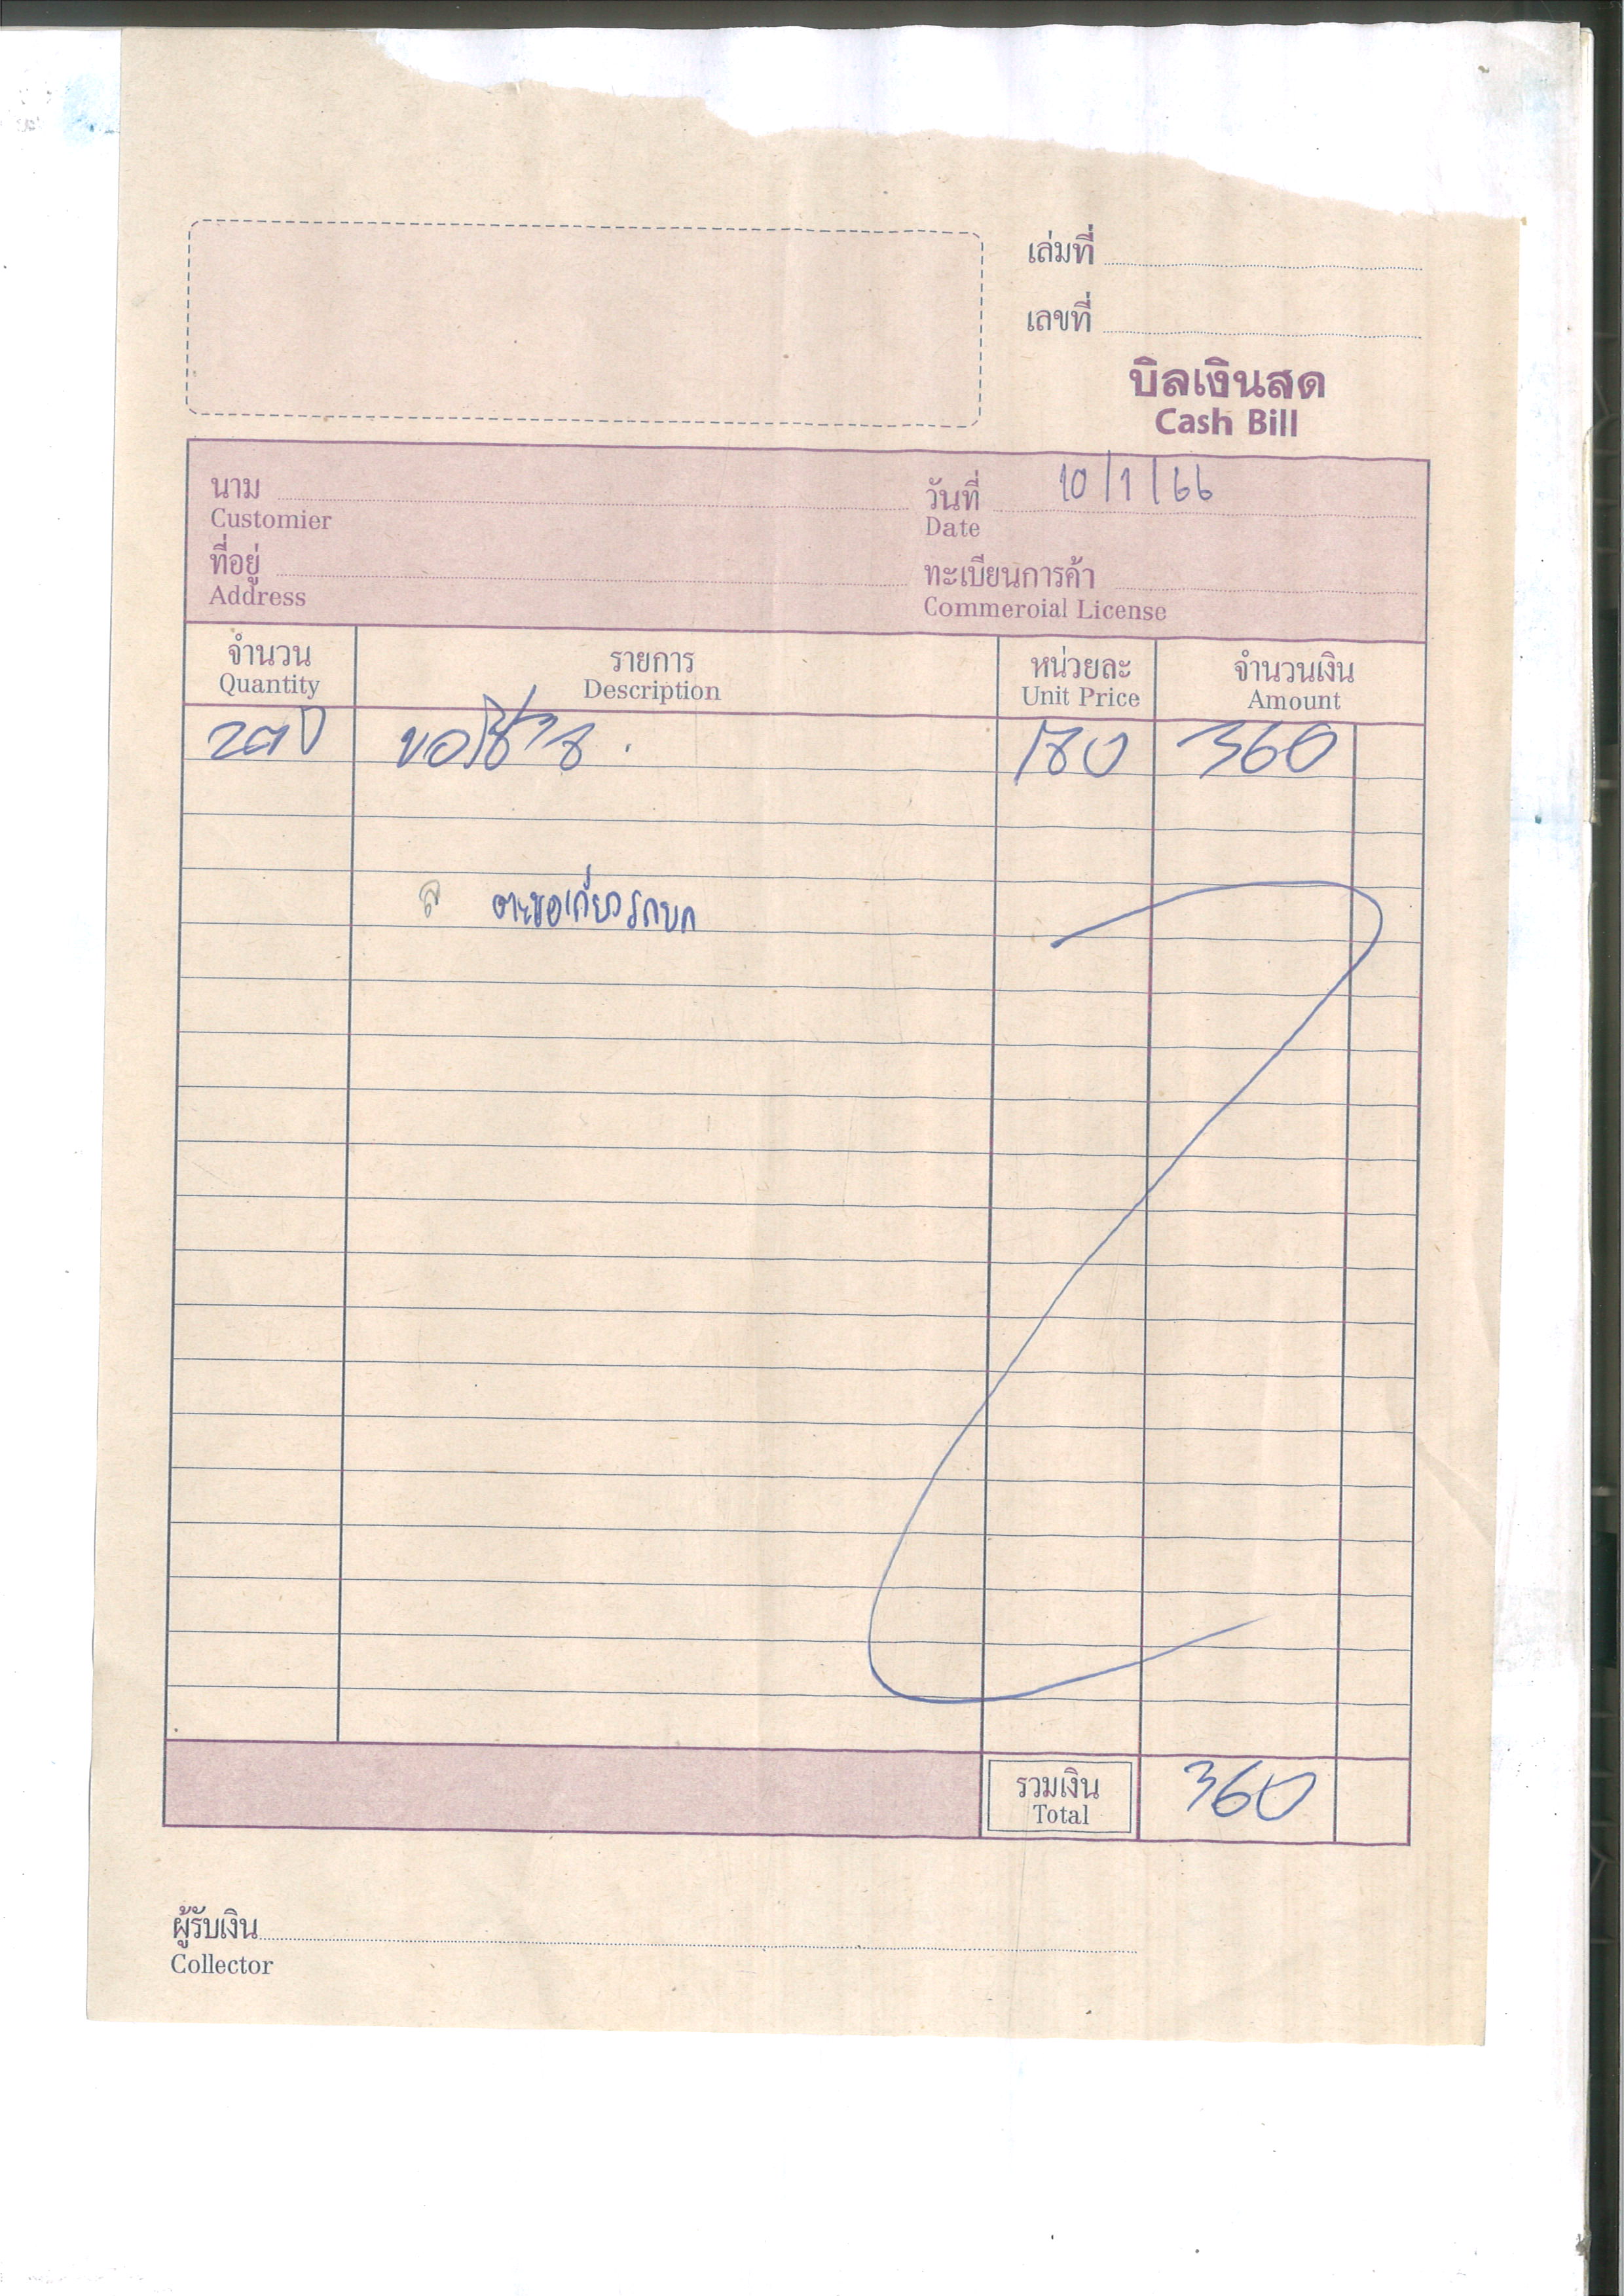 เล่มที่
เลขที่
บิลเงินสด
Cash Bill
นาม
Customier
วันที่ 10/1/66
Date
ที่อยู่
Address
ทะเบียนการค้า
Commeroial License
จำนวน รายการ หน่วยละ จำนวนเงิน
Quantity Description Unit Price Amount
180 360
ตะขอเกี่ยวรถยก
รวมเงิน 360
Total
ผู้รับเงิน
Collector